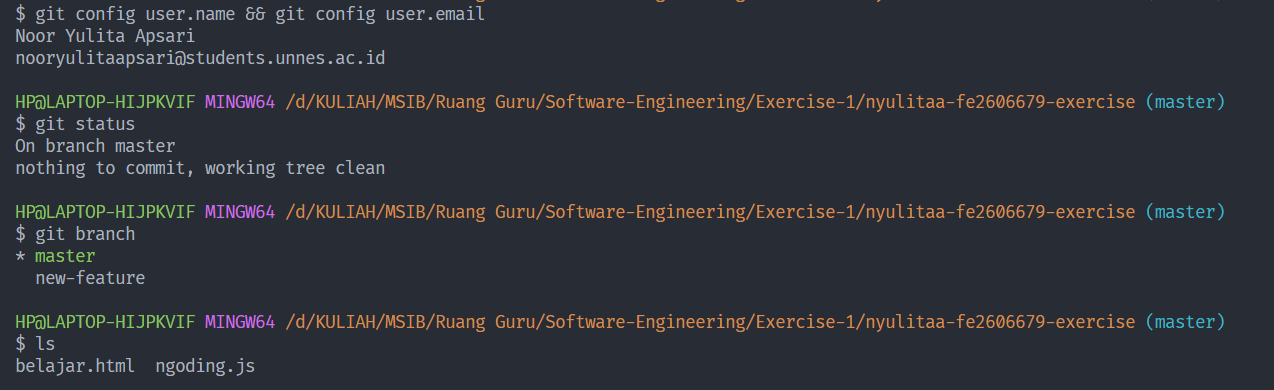 $ git config user.name && git config user.email
Noor Yulita Apsari
nooryulitaapsari@students.unnes.ac.id
HP@LAPTOP-HIJPKVIF MINGW64 /d/KULIAH/MSIB/Ruang Guru/Software-Engineering/Exercise-1/nyulitaa-fe2606679-exercise (master)
$ git status
On branch master
nothing to commit, working tree clean
HP@LAPTOP-HIJPKVIF MINGW64 /d/KULIAH/MSIB/Ruang Guru/Software-Engineering/Exercise-1/nyulitaa-fe2606679-exercise (master)
$ git branch
* master
  new-feature
HP@LAPTOP-HIJPKVIF MINGW64 /d/KULIAH/MSIB/Ruang Guru/Software-Engineering/Exercise-1/nyulitaa-fe2606679-exercise (master)
$ ls
belajar.html  ngoding.js